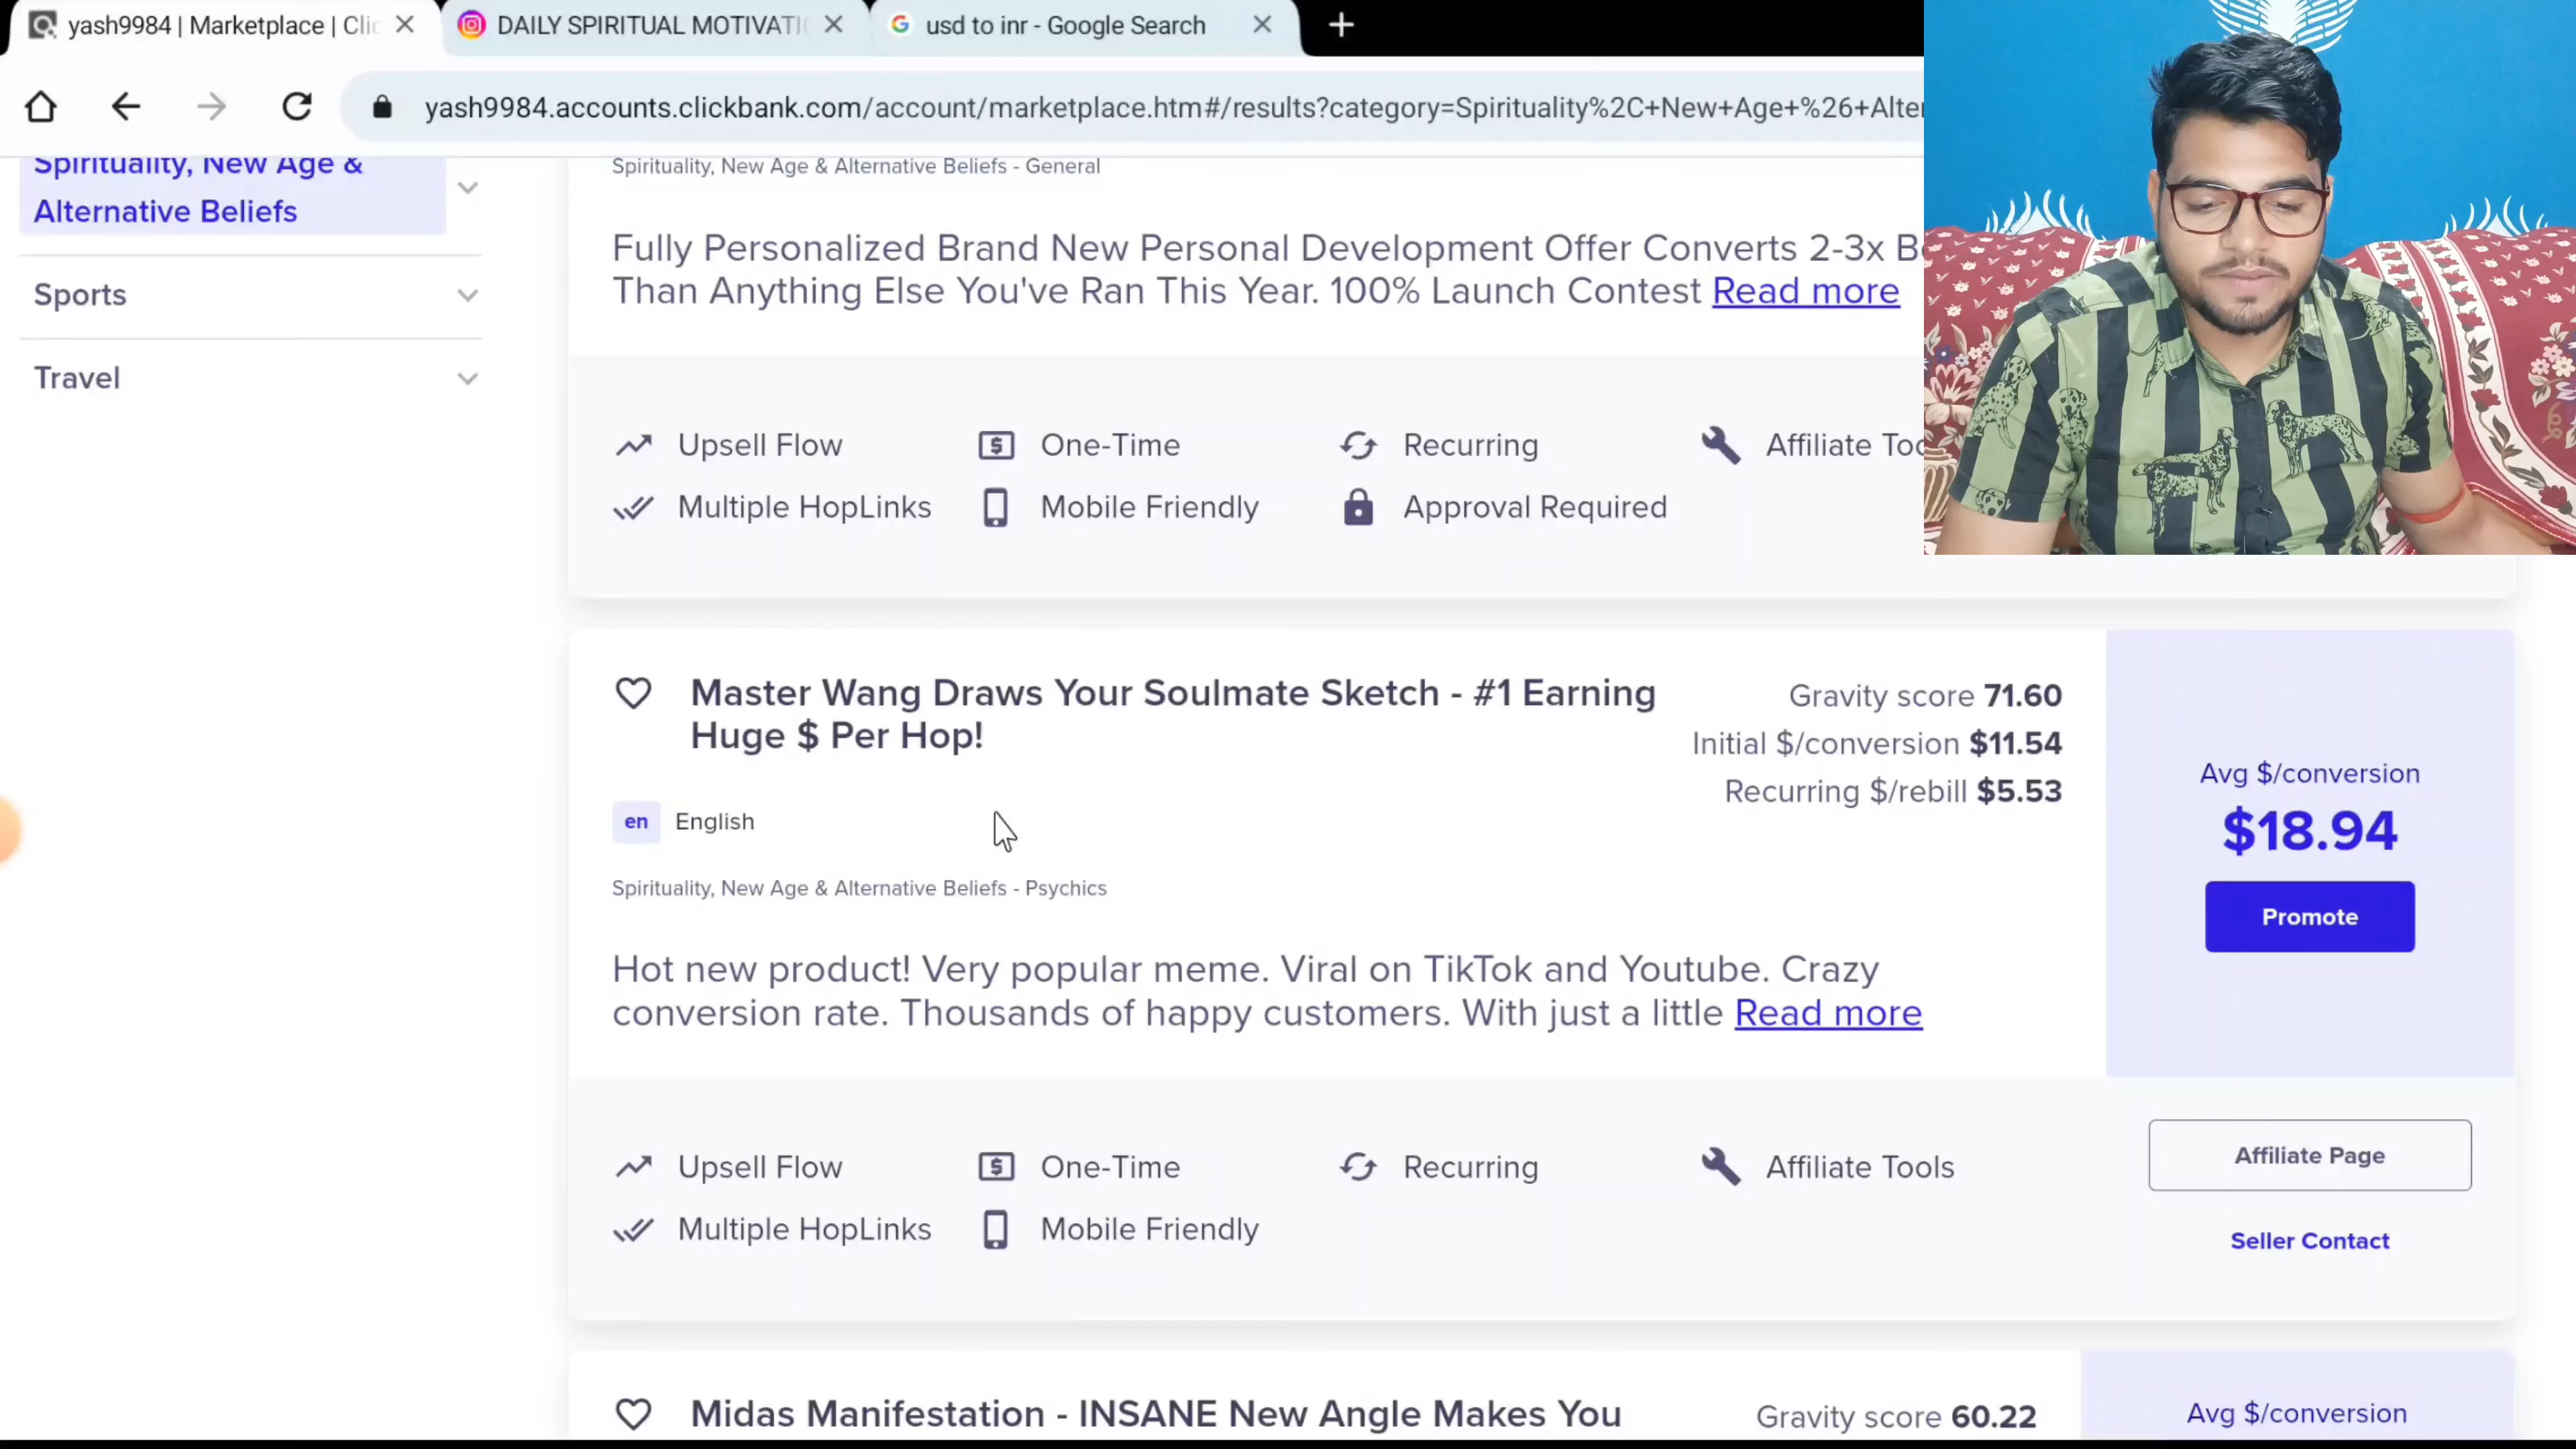 yash9984 | Marketplace | Clic
DAILY SPIRITUAL MOTIVATI
usd to inr - Google Search
yash9984.accounts.clickbank.com/account/marketplace.htm#/results?category=Spirituality%2C+New+Age+%26+Alter
Spirituality, New Age &
Alternative Beliefs
Sports
Travel
Spirituality, New Age & Alternative Beliefs - General
Fully Personalized Brand New Personal Development Offer Converts 2-3x B
Than Anything Else You've Ran This Year. 100% Launch Contest Read more
Upsell Flow One-Time Recurring Affiliate Too
Multiple HopLinks Mobile Friendly Approval Required
Master Wang Draws Your Soulmate Sketch - #1 Earning
Huge $ Per Hop!
Gravity score 71.60
Initial $/conversion $11.54
Recurring $/rebill $5.53
en English
Spirituality, New Age & Alternative Beliefs - Psychics
Hot new product! Very popular meme. Viral on TikTok and Youtube. Crazy
conversion rate. Thousands of happy customers. With just a little Read more
Avg $/conversion
$18.94
Promote
Upsell Flow One-Time Recurring Affiliate Tools
Multiple HopLinks Mobile Friendly
Affiliate Page
Seller Contact
Midas Manifestation - INSANE New Angle Makes You
Gravity score 60.22
Avg $/conversion